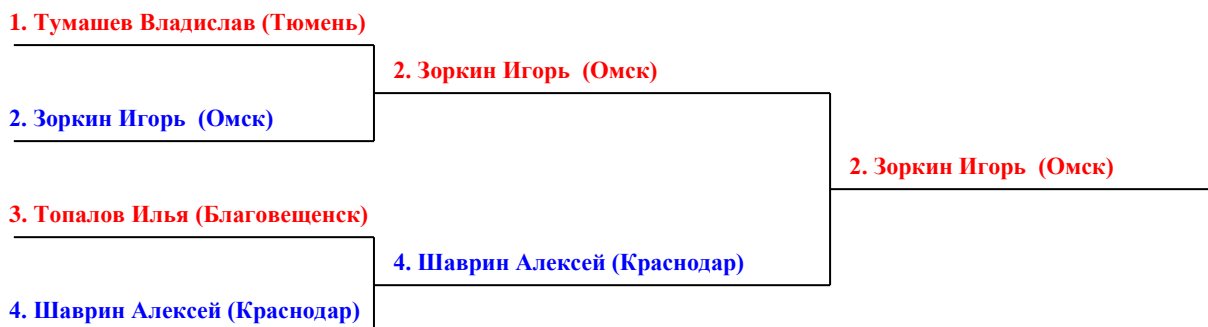 1. Тумашев Владислав (Тюмень)
2. Зоркин Игорь  (Омск)
2. Зоркин Игорь  (Омск)
2. Зоркин Игорь  (Омск)
3. Топалов Илья (Благовещенск)
4. Шаврин Алексей (Краснодар)
4. Шаврин Алексей (Краснодар)